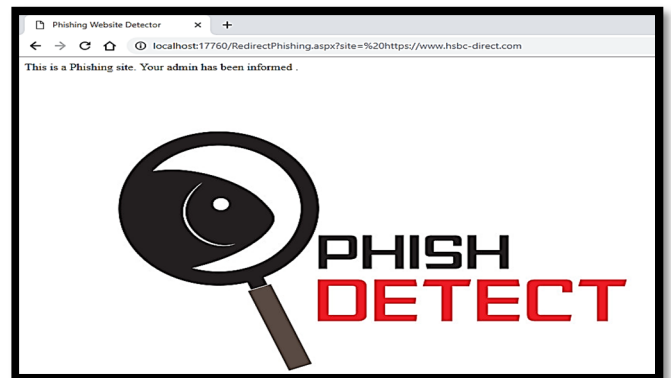 Phishing Website Detector
localhost:17760/RedirectPhishing.aspx?site=%20https://www.hsbc-direct.com
This is a Phishing site. Your admin has been informed .
PHISH
DETECT